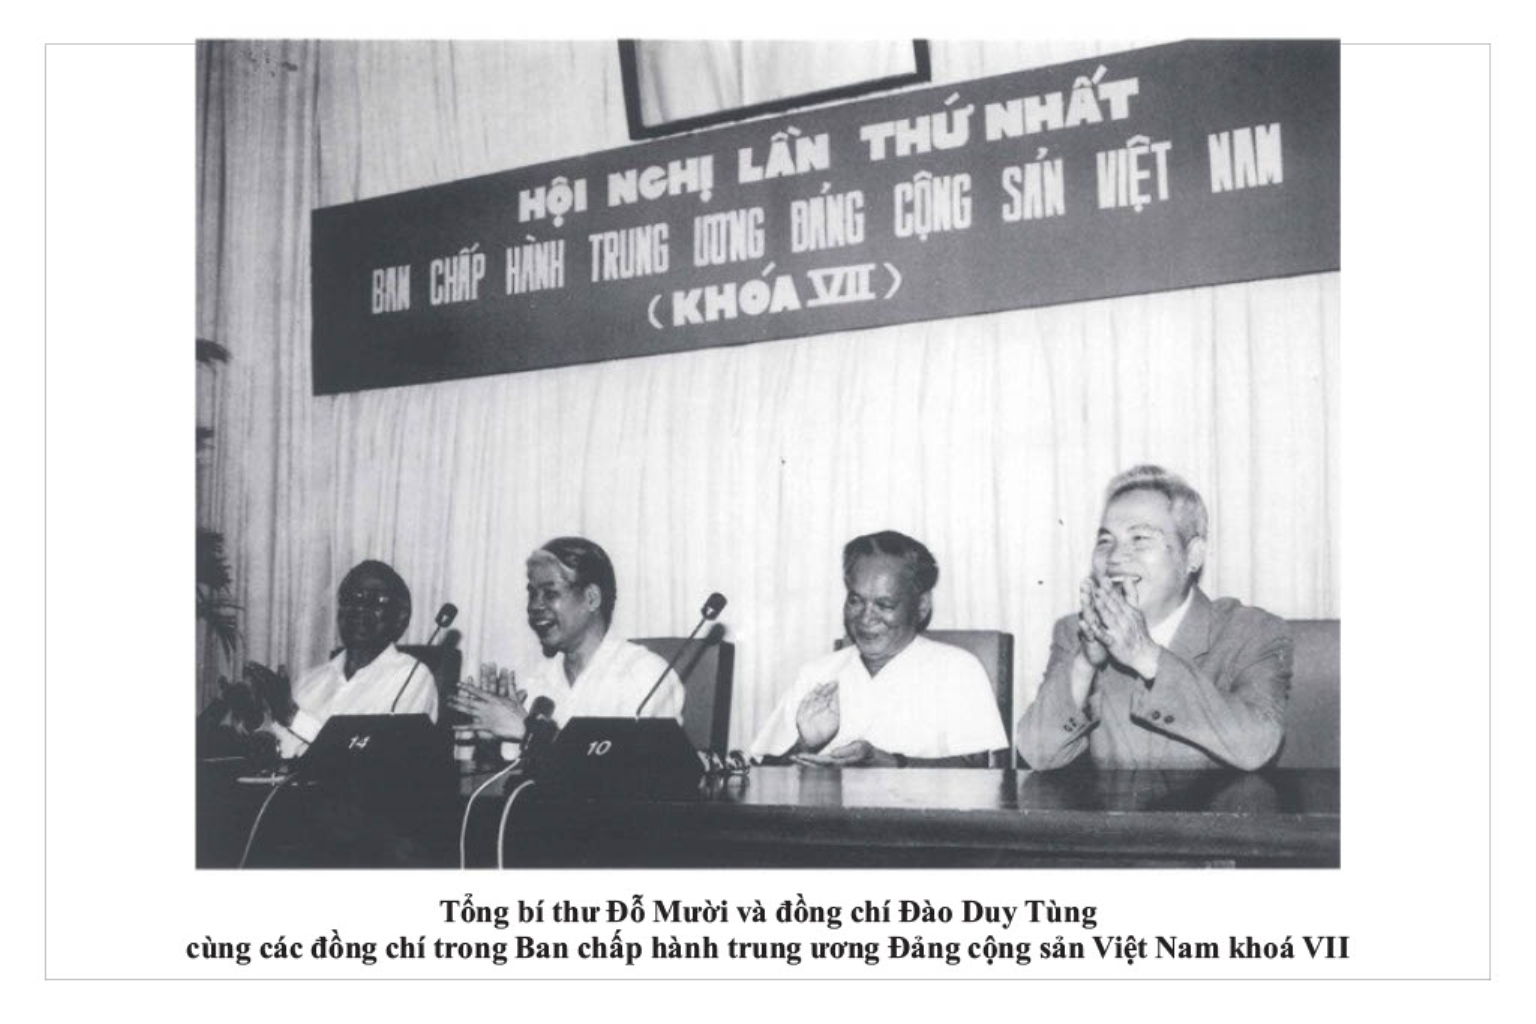 HỘI NGHỊ LẦN THỨ NHẤT
BAN CHẤP HÀNH TRUNG ƯƠNG ĐẢNG CỘNG SẢN VIỆT NAM
(KHÓA VII)
14
10
Tổng bí thư Đỗ Mười và đồng chí Đào Duy Tùng
cùng các đồng chí trong Ban chấp hành trung ương Đảng cộng sản Việt Nam khoá VII